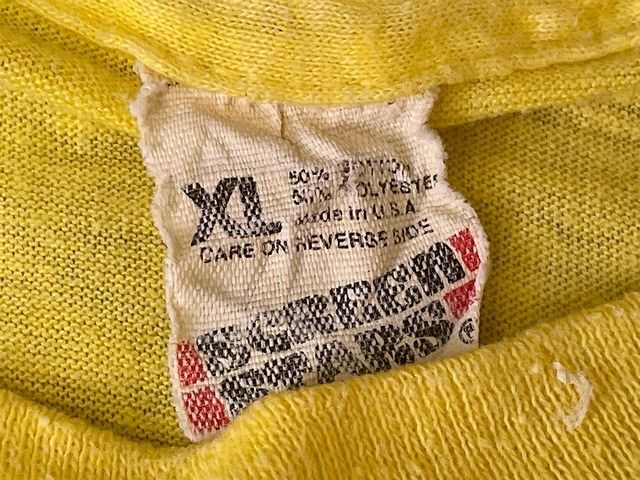 XL
50% COTTON
50% POLYESTER
Made in U.S.A
CARE ON REVERSE SIDE
SCREEN
STARS ®